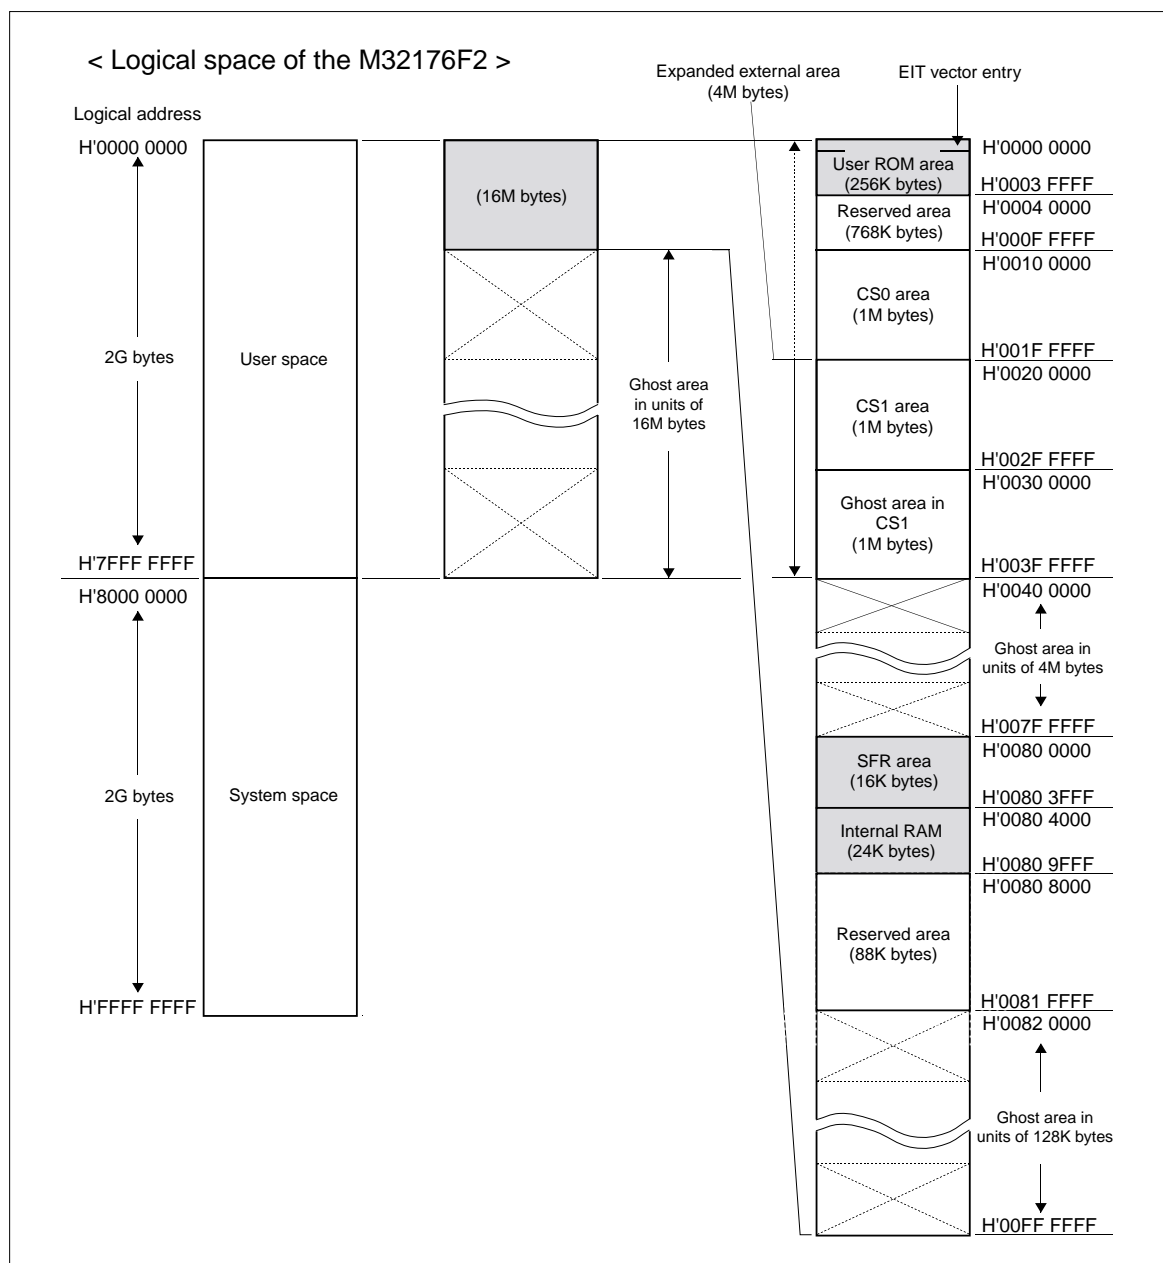 < Logical space of the M32176F2 >
Logical address
H'0000 0000
2G bytes
User space
H'7FFF FFFF
H'8000 0000
2G bytes
System space
H'FFFF FFFF
(16M bytes)
Ghost area
in units of
16M bytes
Expanded external area
(4M bytes)
EIT vector entry
User ROM area
(256K bytes)
H'0000 0000
H'0003 FFFF
Reserved area
(768K bytes)
H'0004 0000
H'000F FFFF
CS0 area
(1M bytes)
H'0010 0000
H'001F FFFF
CS1 area
(1M bytes)
H'0020 0000
H'002F FFFF
Ghost area in
CS1
(1M bytes)
H'0030 0000
H'003F FFFF
H'0040 0000
Ghost area in
units of 4M bytes
H'007F FFFF
SFR area
(16K bytes)
H'0080 0000
H'0080 3FFF
Internal RAM
(24K bytes)
H'0080 4000
H'0080 9FFF
Reserved area
(88K bytes)
H'0080 8000
H'0081 FFFF
H'0082 0000
Ghost area in
units of 128K bytes
H'00FF FFFF